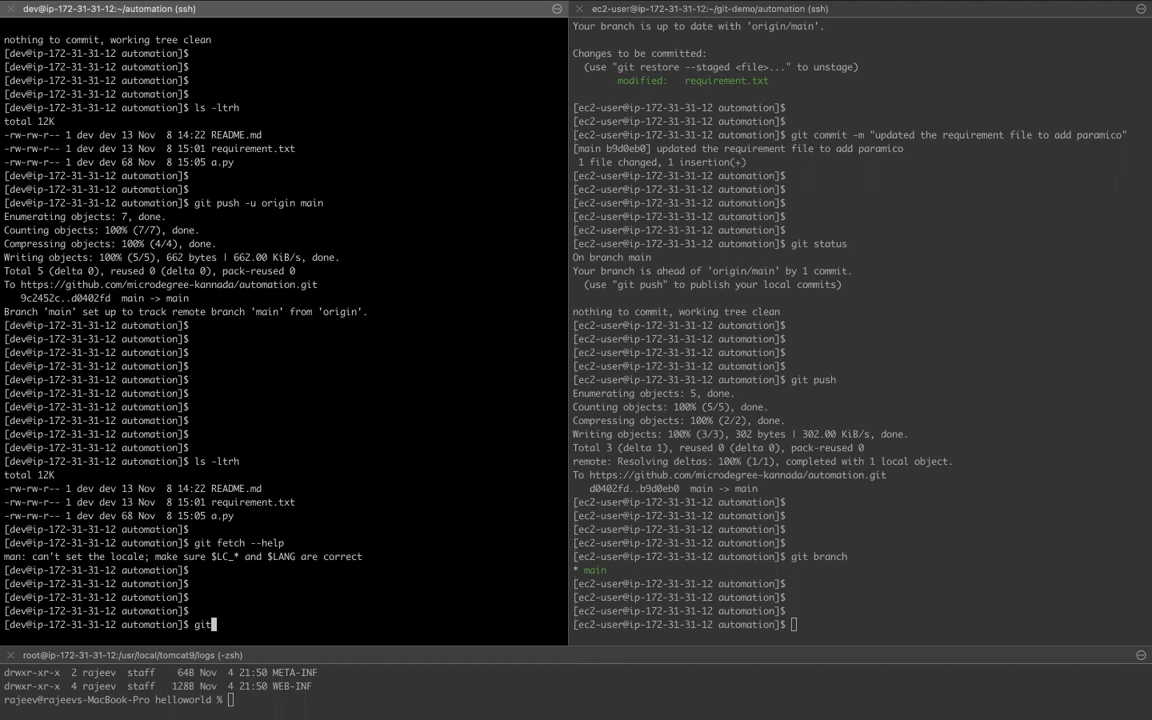 dev@ip-172-31-31-12:~/automation (ssh)
nothing to commit, working tree clean
[dev@ip-172-31-31-12 automation]$
[dev@ip-172-31-31-12 automation]$
[dev@ip-172-31-31-12 automation]$
[dev@ip-172-31-31-12 automation]$
[dev@ip-172-31-31-12 automation]$ ls -ltrh
total 12K
-rw-rw-r-- 1 dev dev 13 Nov  8 14:22 README.md
-rw-rw-r-- 1 dev dev 13 Nov  8 15:01 requirement.txt
-rw-rw-r-- 1 dev dev 68 Nov  8 15:05 a.py
[dev@ip-172-31-31-12 automation]$
[dev@ip-172-31-31-12 automation]$
[dev@ip-172-31-31-12 automation]$ git push -u origin main
Enumerating objects: 7, done.
Counting objects: 100% (7/7), done.
Compressing objects: 100% (4/4), done.
Writing objects: 100% (5/5), 662 bytes | 662.00 KiB/s, done.
Total 5 (delta 0), reused 0 (delta 0), pack-reused 0
To https://github.com/microdegree-kannada/automation.git
   9c2452c..d0402fd  main -> main
Branch 'main' set up to track remote branch 'main' from 'origin'.
[dev@ip-172-31-31-12 automation]$
[dev@ip-172-31-31-12 automation]$
[dev@ip-172-31-31-12 automation]$
[dev@ip-172-31-31-12 automation]$
[dev@ip-172-31-31-12 automation]$
[dev@ip-172-31-31-12 automation]$
[dev@ip-172-31-31-12 automation]$
[dev@ip-172-31-31-12 automation]$
[dev@ip-172-31-31-12 automation]$
[dev@ip-172-31-31-12 automation]$
[dev@ip-172-31-31-12 automation]$ ls -ltrh
total 12K
-rw-rw-r-- 1 dev dev 13 Nov  8 14:22 README.md
-rw-rw-r-- 1 dev dev 13 Nov  8 15:01 requirement.txt
-rw-rw-r-- 1 dev dev 68 Nov  8 15:05 a.py
[dev@ip-172-31-31-12 automation]$
[dev@ip-172-31-31-12 automation]$ git fetch --help
man: can't set the locale; make sure $LC_* and $LANG are correct
[dev@ip-172-31-31-12 automation]$
[dev@ip-172-31-31-12 automation]$
[dev@ip-172-31-31-12 automation]$
[dev@ip-172-31-31-12 automation]$
[dev@ip-172-31-31-12 automation]$ git
ec2-user@ip-172-31-31-12:~/git-demo/automation (ssh)
Your branch is up to date with 'origin/main'.
Changes to be committed:
  (use "git restore --staged <file>..." to unstage)
        modified:   requirement.txt
[ec2-user@ip-172-31-31-12 automation]$
[ec2-user@ip-172-31-31-12 automation]$
[ec2-user@ip-172-31-31-12 automation]$ git commit -m "updated the requirement file to add paramico"
[main b9d0eb0] updated the requirement file to add paramico
 1 file changed, 1 insertion(+)
[ec2-user@ip-172-31-31-12 automation]$
[ec2-user@ip-172-31-31-12 automation]$
[ec2-user@ip-172-31-31-12 automation]$
[ec2-user@ip-172-31-31-12 automation]$
[ec2-user@ip-172-31-31-12 automation]$
[ec2-user@ip-172-31-31-12 automation]$ git status
On branch main
Your branch is ahead of 'origin/main' by 1 commit.
  (use "git push" to publish your local commits)
nothing to commit, working tree clean
[ec2-user@ip-172-31-31-12 automation]$
[ec2-user@ip-172-31-31-12 automation]$
[ec2-user@ip-172-31-31-12 automation]$
[ec2-user@ip-172-31-31-12 automation]$
[ec2-user@ip-172-31-31-12 automation]$ git push
Enumerating objects: 5, done.
Counting objects: 100% (5/5), done.
Compressing objects: 100% (2/2), done.
Writing objects: 100% (3/3), 302 bytes | 302.00 KiB/s, done.
Total 3 (delta 1), reused 0 (delta 0), pack-reused 0
remote: Resolving deltas: 100% (1/1), completed with 1 local object.
To https://github.com/microdegree-kannada/automation.git
   d0402fd..b9d0eb0  main -> main
[ec2-user@ip-172-31-31-12 automation]$
[ec2-user@ip-172-31-31-12 automation]$
[ec2-user@ip-172-31-31-12 automation]$
[ec2-user@ip-172-31-31-12 automation]$
[ec2-user@ip-172-31-31-12 automation]$ git branch
* main
[ec2-user@ip-172-31-31-12 automation]$
[ec2-user@ip-172-31-31-12 automation]$
[ec2-user@ip-172-31-31-12 automation]$
[ec2-user@ip-172-31-31-12 automation]$
root@ip-172-31-31-12:/usr/local/tomcat9/logs (-zsh)
drwxr-xr-x  2 rajeev  staff    64B Nov  4 21:50 META-INF
drwxr-xr-x  4 rajeev  staff   128B Nov  4 21:50 WEB-INF
rajeev@rajeevs-MacBook-Pro helloworld %